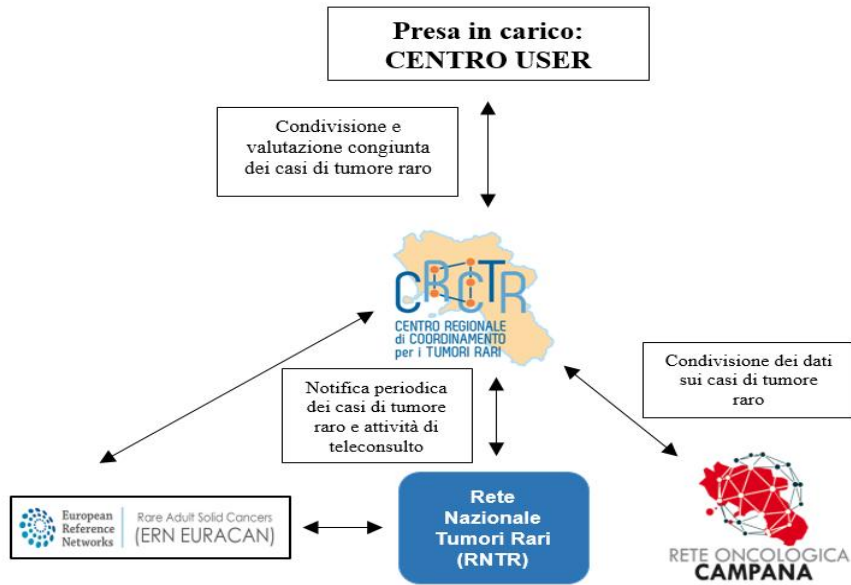 Presa in carico:
CENTRO USER
Condivisione e
valutazione congiunta
dei casi di tumore raro
CRCTR
CENTRO REGIONALE
di COORDINAMENTO
per i TUMORI RARI
Condivisione dei dati
sui casi di tumore
raro
Notifica periodica
dei casi di tumore
raro e attività di
teleconsulto
European
Reference
Networks
Rare Adult Solid Cancers
(ERN EURACAN)
Rete
Nazionale
Tumori Rari
(RNTR)
RETE ONCOLOGICA
CAMPANA